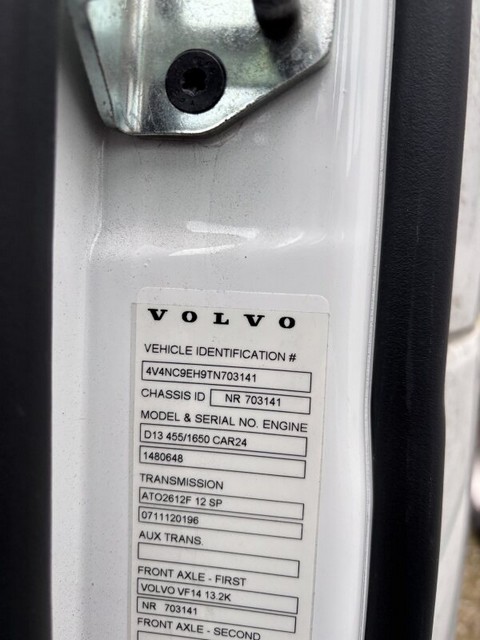 VOLVO
VEHICLE IDENTIFICATION #
4V4NC9EH9TN703141
CHASSIS ID NR 703141
MODEL & SERIAL NO. ENGINE
D13 455/1650 CAR24
1480648
TRANSMISSION
ATO2612F 12 SP
0711120196
AUX TRANS.
FRONT AXLE - FIRST
VOLVO VF14 13.2K
NR 703141
FRONT AXLE - SECOND